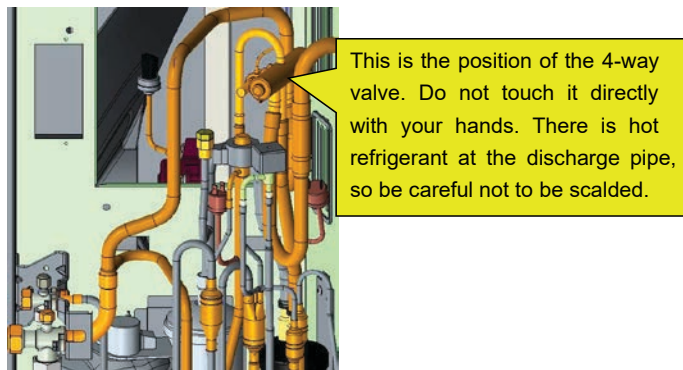 This is the position of the 4-way
valve. Do not touch it directly
with your hands. There is hot
refrigerant at the discharge pipe,
so be careful not to be scalded.